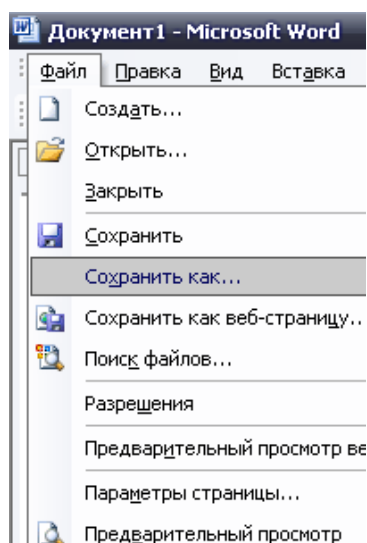 Документ1 - Microsoft Word
Файл Правка Вид Вставка
Создать...
Открыть...
Закрыть
Сохранить
Сохранить как...
Сохранить как веб-страницу..
Поиск файлов...
Разрешения
Предварительный просмотр ве
Параметры страницы...
Предварительный просмотр